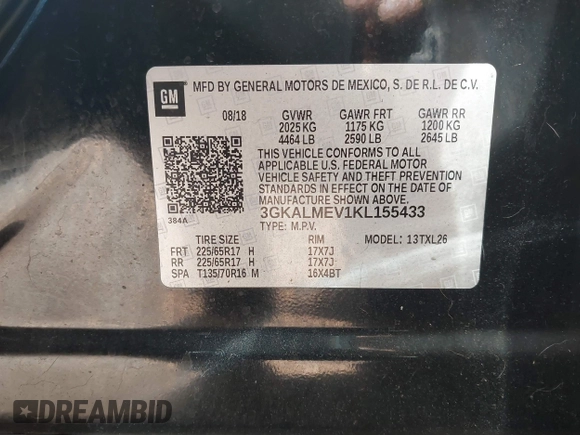 GM
MFD BY GENERAL MOTORS DE MEXICO, S. DE R.L. DE C.V.
08/18 GVWR GAWR FRT GAWR RR
2025 KG 1175 KG 1200 KG
4464 LB 2590 LB 2645 LB
THIS VEHICLE CONFORMS TO ALL
APPLICABLE U.S. FEDERAL MOTOR
VEHICLE SAFETY AND THEFT PREVENTION
STANDARDS IN EFFECT ON THE DATE OF
MANUFACTURE SHOWN ABOVE.
384A
3GKALMEV1KL155433
TYPE: M.P.V.
TIRE SIZE RIM MODEL: 13TXL26
FRT 225/65R17 H 17X7J
RR 225/65R17 H 17X7J
SPA T135/70R16 M 16X4BT
DREAMBID